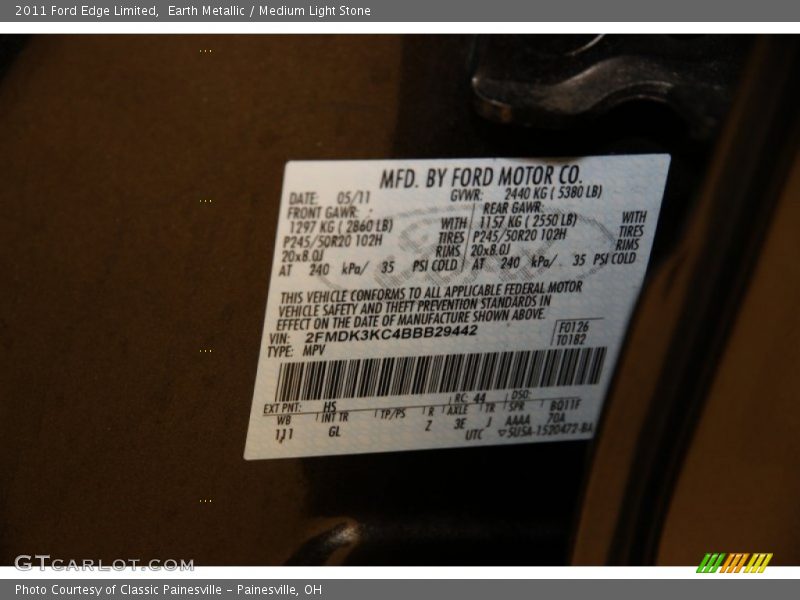 2011 Ford Edge Limited, Earth Metallic / Medium Light Stone
MFD. BY FORD MOTOR CO.
DATE: 05/11 GVWR: 2440 KG ( 5380 LB)
FRONT GAWR: REAR GAWR:
1297 KG ( 2860 LB) WITH 1157 KG ( 2550 LB) WITH
P245/50R20 102H TIRES P245/50R20 102H TIRES
20x8.0J RIMS 20x8.0J RIMS
AT 240 kPa/ 35 PSI COLD AT 240 kPa/ 35 PSI COLD
THIS VEHICLE CONFORMS TO ALL APPLICABLE FEDERAL MOTOR
VEHICLE SAFETY AND THEFT PREVENTION STANDARDS IN
EFFECT ON THE DATE OF MANUFACTURE SHOWN ABOVE.
VIN: 2FMDK3KC4BBB29442 F0126
TYPE: MPV T0182
EXT PNT: HS RC: 44 DSO:
WB INT TR TP/PS R AXLE TR SPR BQ11F
111 GL Z 3E J AAAA 70A
UTC ▽5USA-1520472-BA
GTCARLOT.COM
Photo Courtesy of Classic Painesville - Painesville, OH